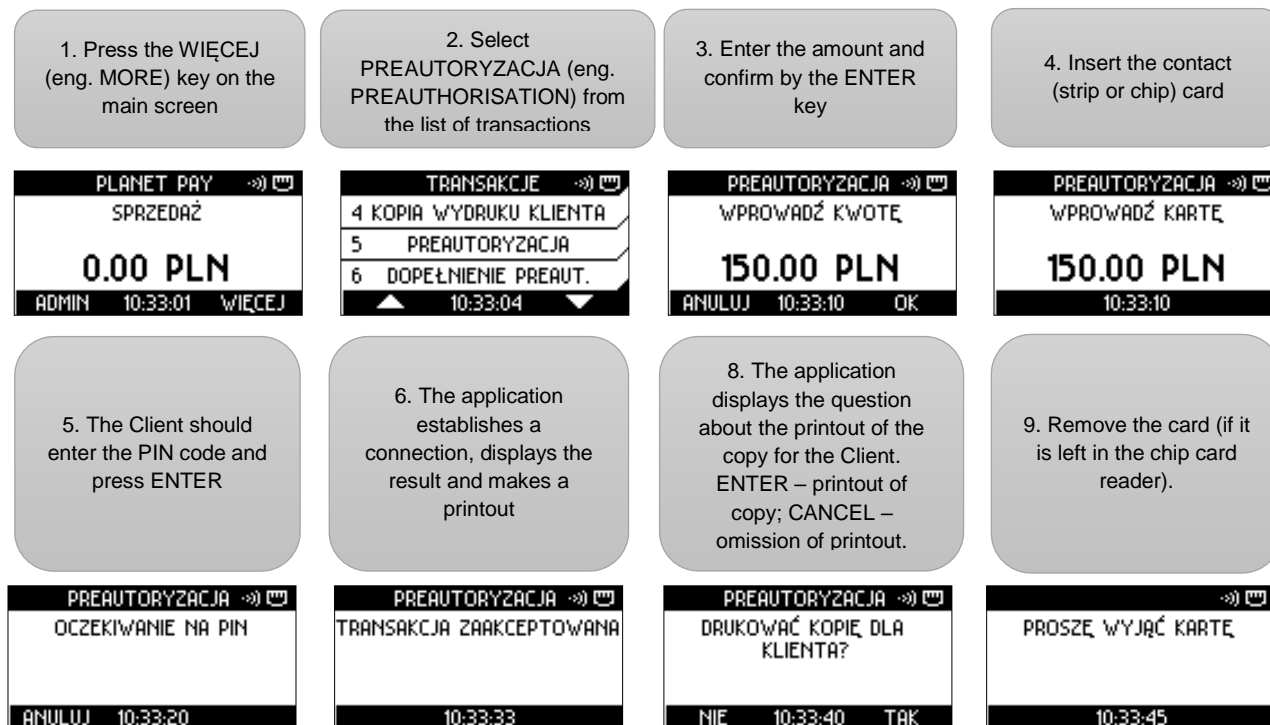 1. Press the WIĘCEJ
(eng. MORE) key on the
main screen
2. Select
PREAUTORYZACJA (eng.
PREAUTHORISATION) from
the list of transactions
3. Enter the amount and
confirm by the ENTER
key
4. Insert the contact
(strip or chip) card
PLANET PAY
SPRZEDAŻ
0.00 PLN
ADMIN 10:33:01 WIĘCEJ
TRANSAKCJE
4 KOPIA WYDRUKU KLIENTA
5 PREAUTORYZACJA
6 DOPEŁNIENIE PREAUT.
10:33:04
PREAUTORYZACJA
WPROWADŹ KWOTĘ
150.00 PLN
ANULUJ 10:33:10 OK
PREAUTORYZACJA
WPROWADŹ KARTĘ
150.00 PLN
10:33:10
5. The Client should
enter the PIN code and
press ENTER
6. The application
establishes a
connection, displays the
result and makes a
printout
8. The application
displays the question
about the printout of the
copy for the Client.
ENTER – printout of
copy; CANCEL –
omission of printout.
9. Remove the card (if it
is left in the chip card
reader).
PREAUTORYZACJA
OCZEKIWANIE NA PIN
ANULUJ 10:33:20
PREAUTORYZACJA
TRANSAKCJA ZAAKCEPTOWANA
10:33:33
PREAUTORYZACJA
DRUKOWAĆ KOPIĘ DLA
KLIENTA?
NIE 10:33:40 TAK
PROSZĘ WYJĄĆ KARTĘ
10:33:45